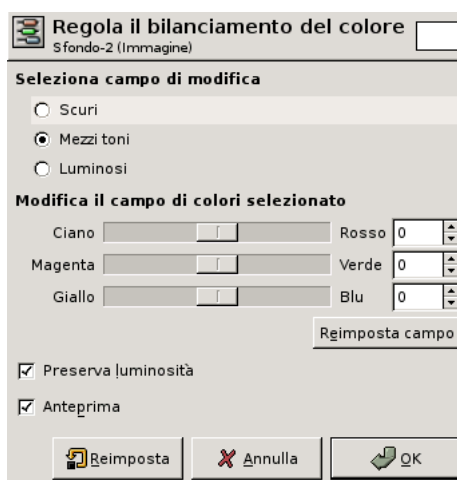 Regola il bilanciamento del colore
Sfondo-2 (Immagine)
Seleziona campo di modifica
Scuri
Mezzi toni
Luminosi
Modifica il campo di colori selezionato
Ciano Rosso 0
Magenta Verde 0
Giallo Blu 0
Reimposta campo
Preserva luminosità
Anteprima
Reimposta Annulla OK